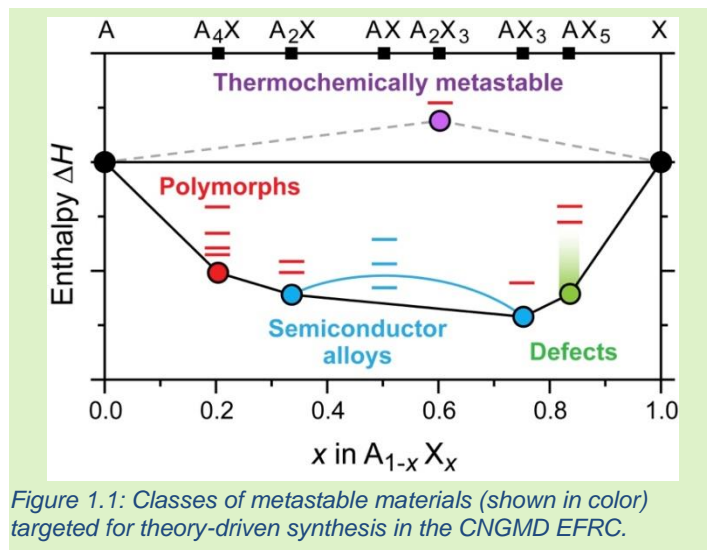 A A₄X A₂X AX A₂X₃ AX₃ AX₅ X
Thermochemically metastable
Enthalpy ΔH
Polymorphs
Semiconductor
alloys
Defects
0.0 0.2 0.4 0.6 0.8 1.0
x in A₁₋ₓ Xₓ
Figure 1.1: Classes of metastable materials (shown in color)
targeted for theory-driven synthesis in the CNGMD EFRC.